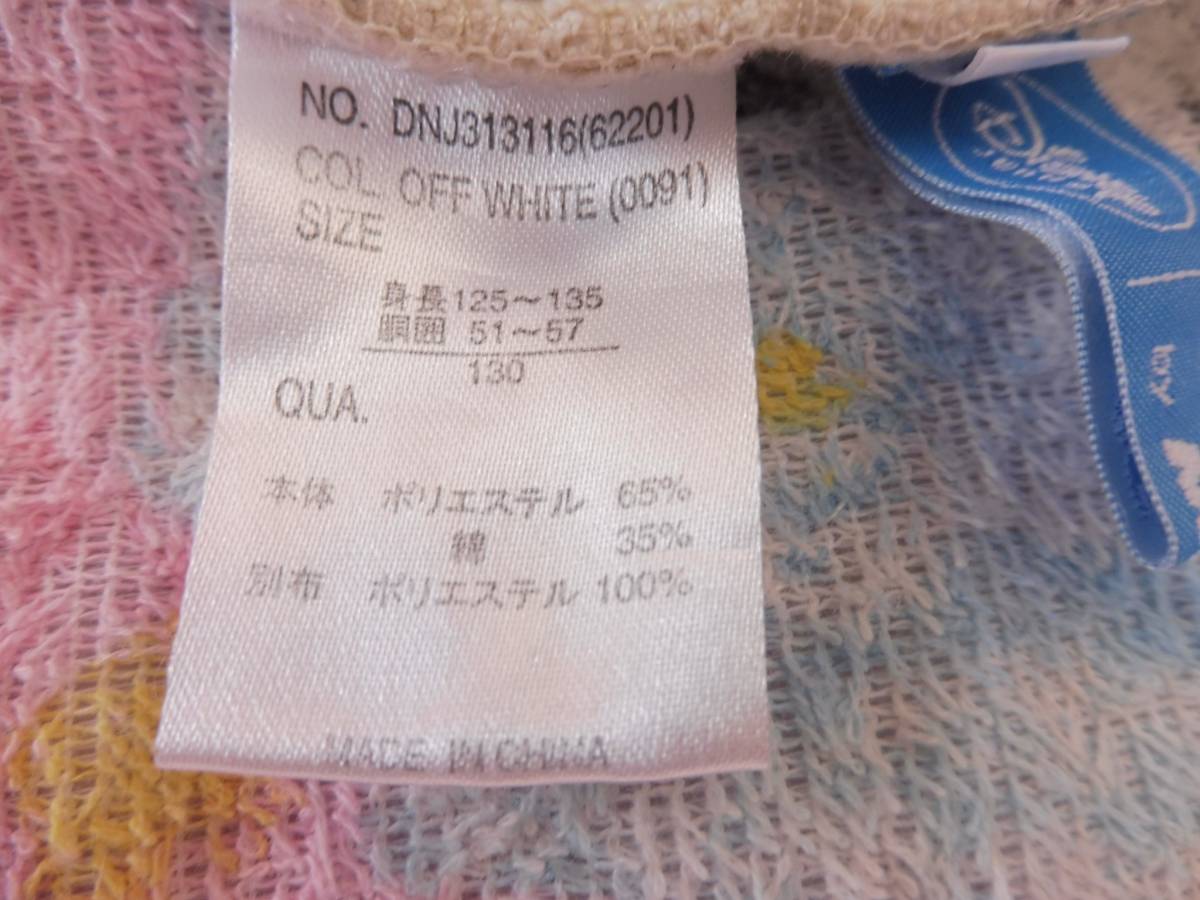 NO. DNJ313116(62201)
COL. OFF WHITE (0091)
SIZE
身長125～135
胴囲 51～57
130
QUA.
本体 ポリエステル 65%
綿 35%
別布 ポリエステル 100%
MADE IN CHINA
by